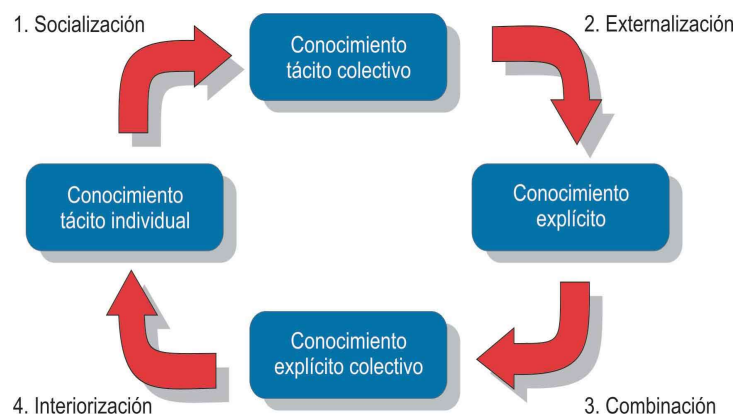 1. Socialización
Conocimiento
tácito colectivo
2. Externalización
Conocimiento
tácito individual
Conocimiento
explícito
Conocimiento
explícito colectivo
4. Interiorización
3. Combinación